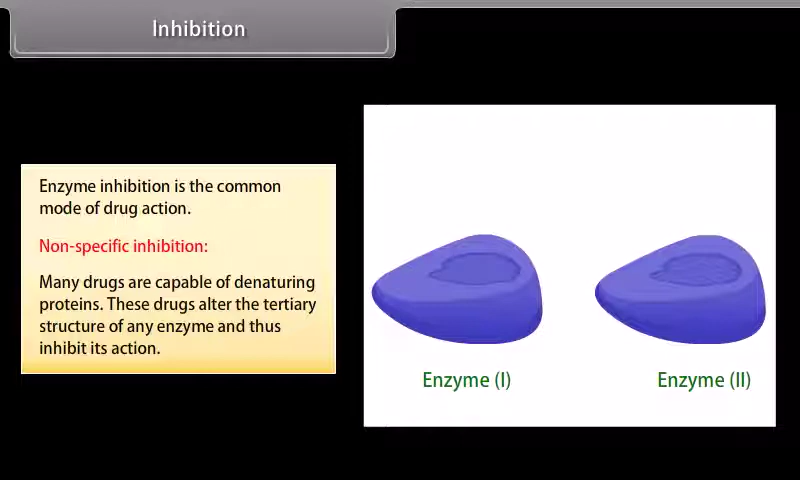 Inhibition
Enzyme inhibition is the common
mode of drug action.
Non-specific inhibition:
Many drugs are capable of denaturing
proteins. These drugs alter the tertiary
structure of any enzyme and thus
inhibit its action.
Enzyme (I)
Enzyme (II)